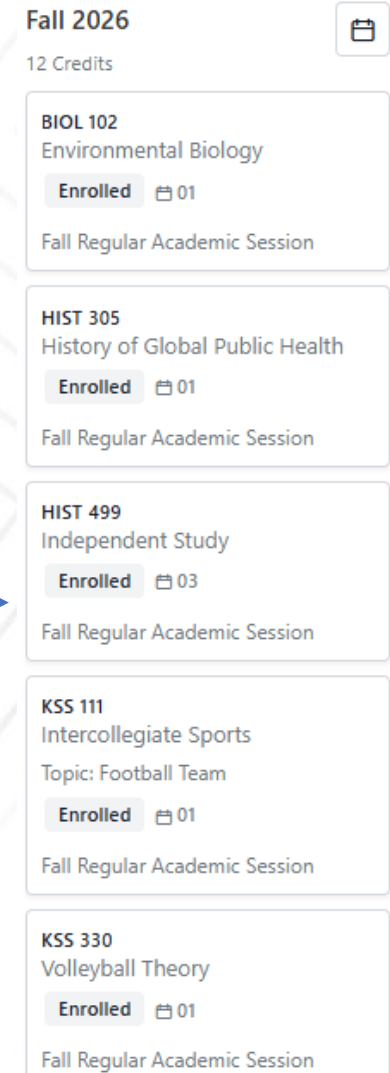 Fall 2026
12 Credits
BIOL 102
Environmental Biology
Enrolled 01
Fall Regular Academic Session
HIST 305
History of Global Public Health
Enrolled 01
Fall Regular Academic Session
HIST 499
Independent Study
Enrolled 03
Fall Regular Academic Session
KSS 111
Intercollegiate Sports
Topic: Football Team
Enrolled 01
Fall Regular Academic Session
KSS 330
Volleyball Theory
Enrolled 01
Fall Regular Academic Session